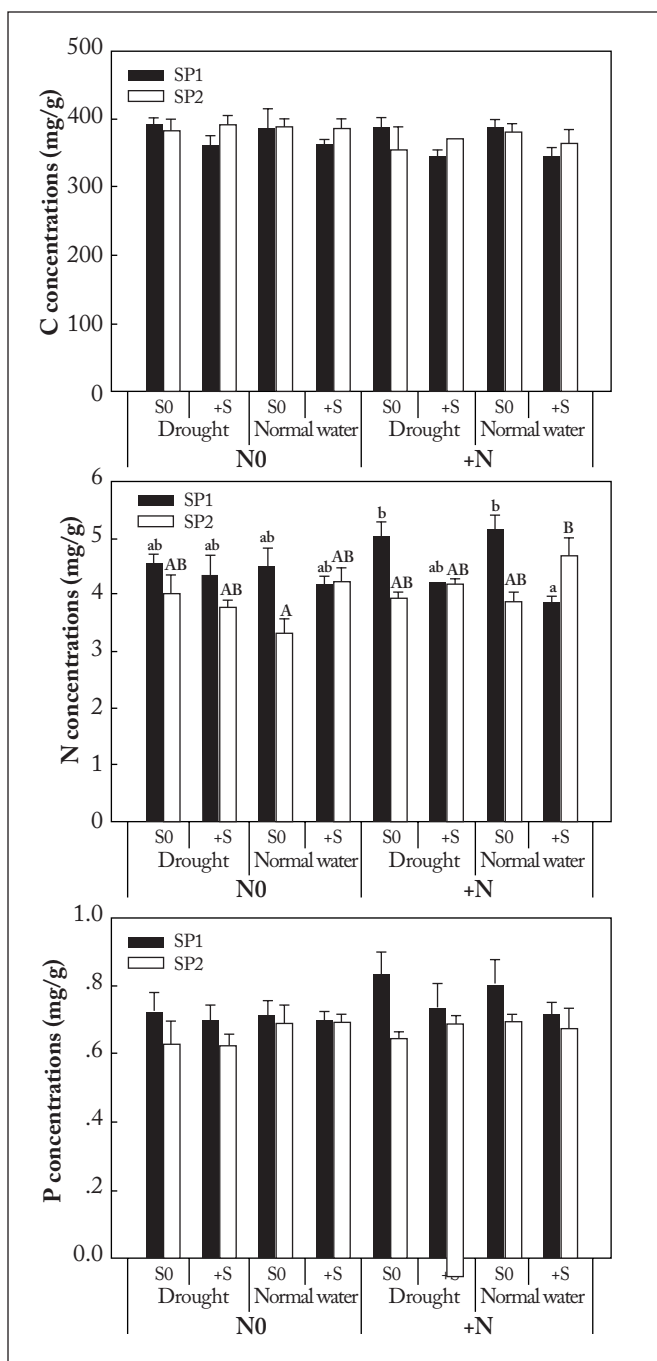 500
400
300
200
100
0
C concentrations (mg/g)
SP1
SP2
S0 +S S0 +S S0 +S S0 +S
Drought Normal water Drought Normal water
N0 +N
6
5
4
3
2
1
0
N concentrations (mg/g)
SP1
SP2
ab AB ab AB ab A ab AB b AB ab AB b AB a B
S0 +S S0 +S S0 +S S0 +S
Drought Normal water Drought Normal water
N0 +N
1.0
.8
.6
.4
.2
0.0
P concentrations (mg/g)
SP1
SP2
S0 +S S0 +S S0 +S S0 +S
Drought Normal water Drought Normal water
N0 +N